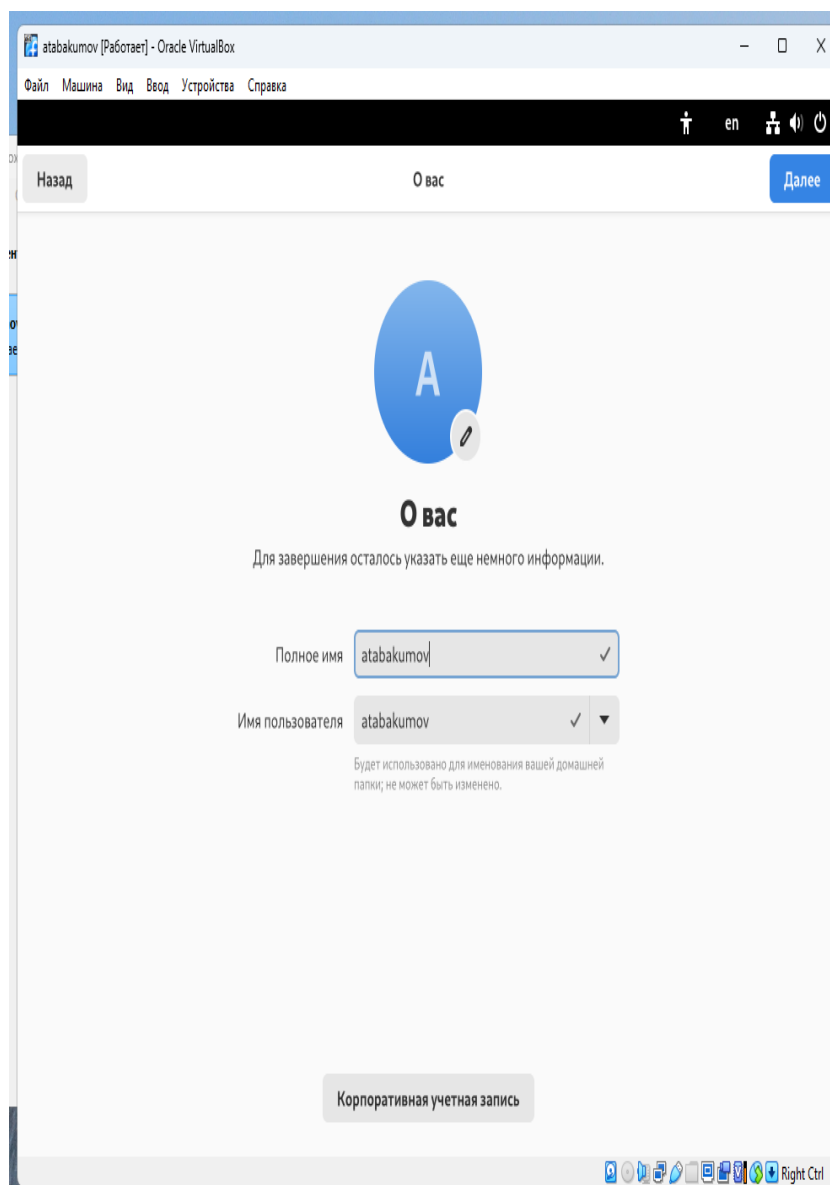 atabakumov [Работает] - Oracle VirtualBox
Файл Машина Вид Ввод Устройства Справка
en
Назад
О вас
Далее
A
О вас
Для завершения осталось указать еще немного информации.
Полное имя atabakumov
Имя пользователя atabakumov
Будет использовано для именования вашей домашней
папки; не может быть изменено.
Корпоративная учетная запись
Right Ctrl